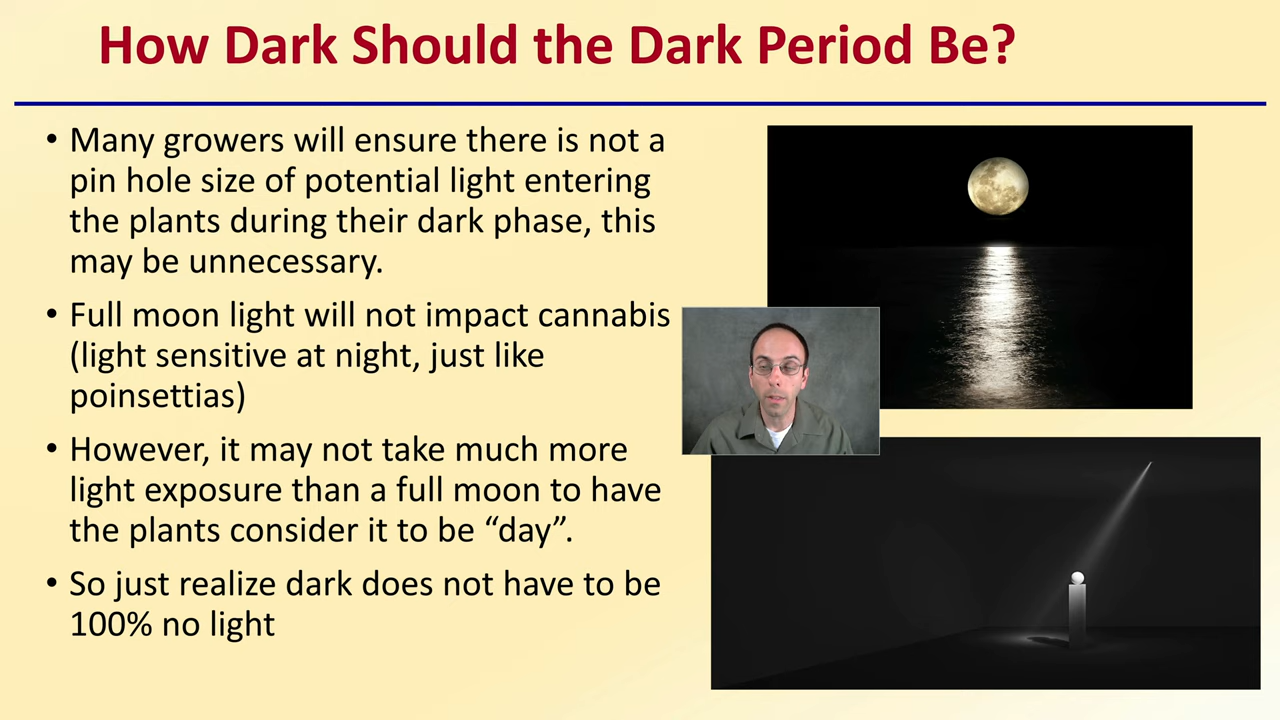 How Dark Should the Dark Period Be?
• Many growers will ensure there is not a
pin hole size of potential light entering
the plants during their dark phase, this
may be unnecessary.
• Full moon light will not impact cannabis
(light sensitive at night, just like
poinsettias)
• However, it may not take much more
light exposure than a full moon to have
the plants consider it to be “day”.
• So just realize dark does not have to be
100% no light